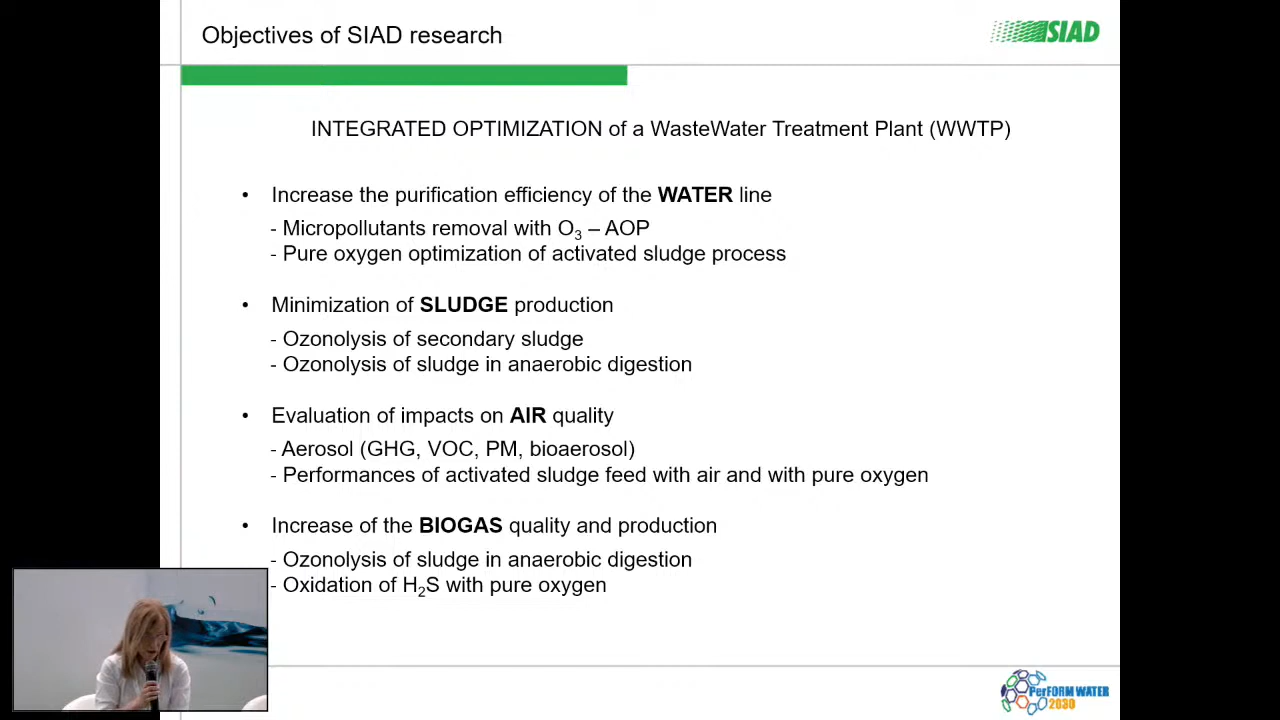 Objectives of SIAD research
SIAD
INTEGRATED OPTIMIZATION of a WasteWater Treatment Plant (WWTP)
• Increase the purification efficiency of the WATER line
- Micropollutants removal with O₃ – AOP
- Pure oxygen optimization of activated sludge process
• Minimization of SLUDGE production
- Ozonolysis of secondary sludge
- Ozonolysis of sludge in anaerobic digestion
• Evaluation of impacts on AIR quality
- Aerosol (GHG, VOC, PM, bioaerosol)
- Performances of activated sludge feed with air and with pure oxygen
• Increase of the BIOGAS quality and production
- Ozonolysis of sludge in anaerobic digestion
- Oxidation of H₂S with pure oxygen
PerFORM WATER
2030